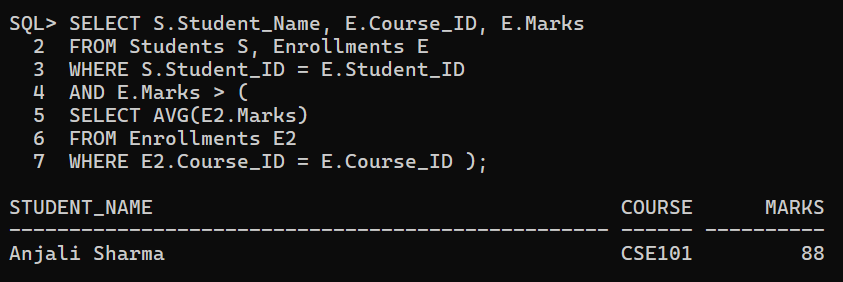 SQL> SELECT S.Student_Name, E.Course_ID, E.Marks
  2  FROM Students S, Enrollments E
  3  WHERE S.Student_ID = E.Student_ID
  4  AND E.Marks > (
  5  SELECT AVG(E2.Marks)
  6  FROM Enrollments E2
  7  WHERE E2.Course_ID = E.Course_ID );
STUDENT_NAME                                       COURSE      MARKS
-------------------------------------------------- ------ ----------
Anjali Sharma                                      CSE101         88